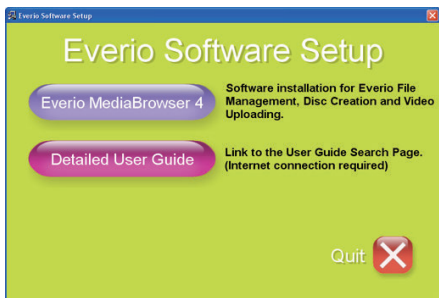 Everio Software Setup
Everio Software Setup
Everio MediaBrowser 4
Software installation for Everio File
Management, Disc Creation and Video
Uploading.
Detailed User Guide
Link to the User Guide Search Page.
(Internet connection required)
Quit